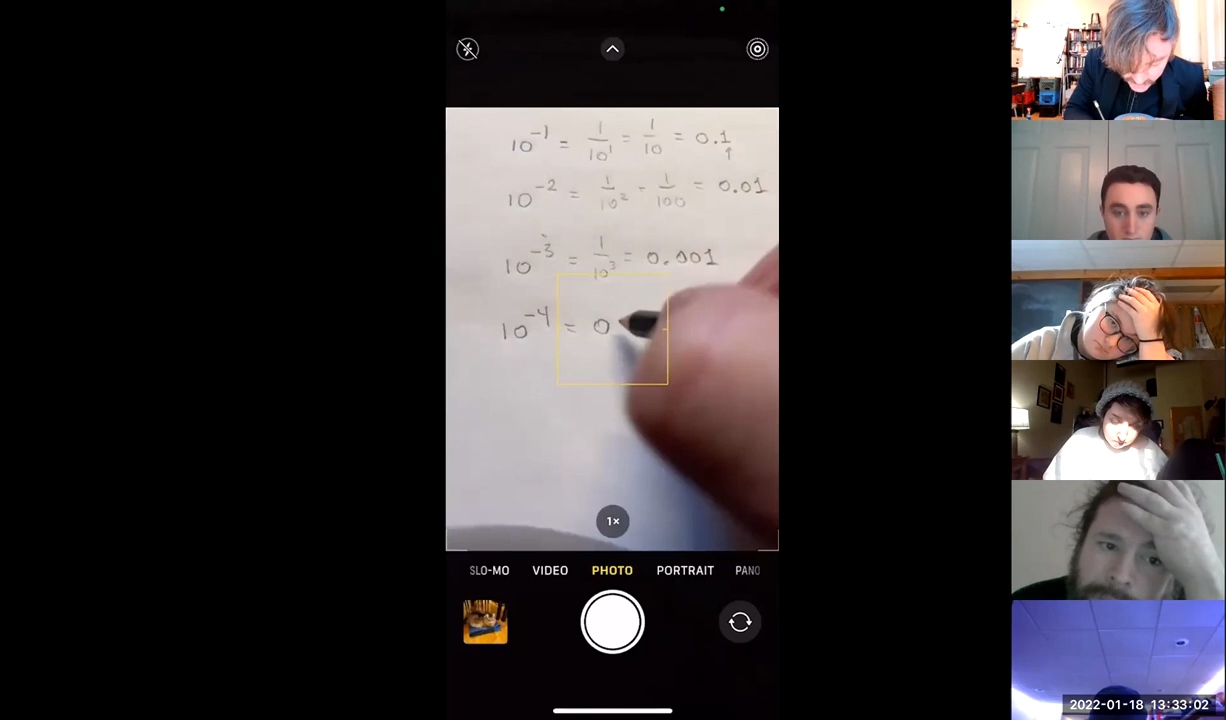 10^-1 = 1/10^1 = 1/10 = 0.1
↑
10^-2 = 1/10^2 - 1/100 = 0.01
10^-3 = 1/10^3 = 0.001
10^-4 = 0
1×
SLO-MO VIDEO PHOTO PORTRAIT PANO
2022-01-18 13:33:02